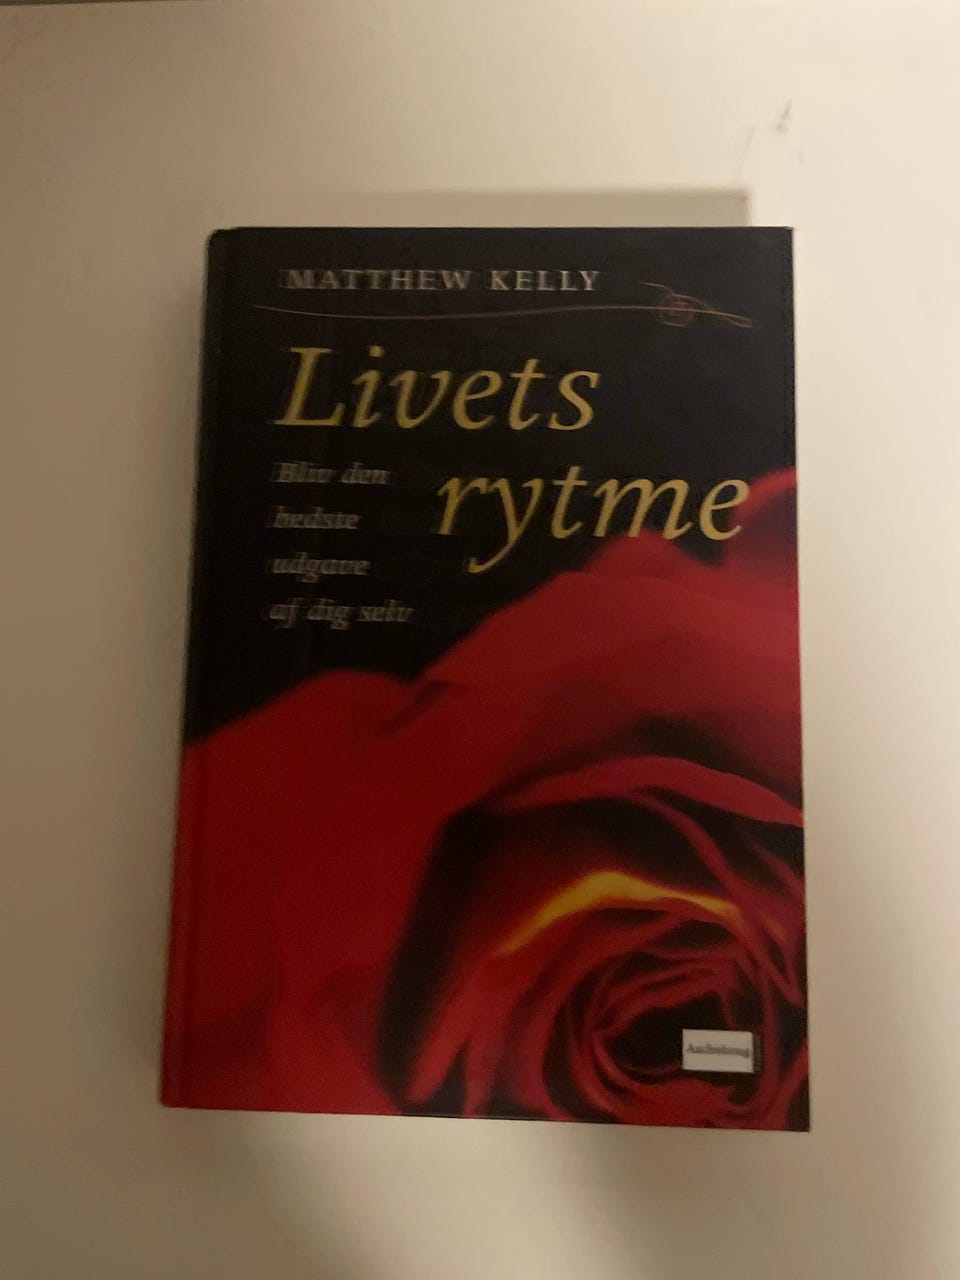 MATTHEW KELLY
Livets
rytme
Bliv den
bedste
udgave
af dig selv
Aschehoug